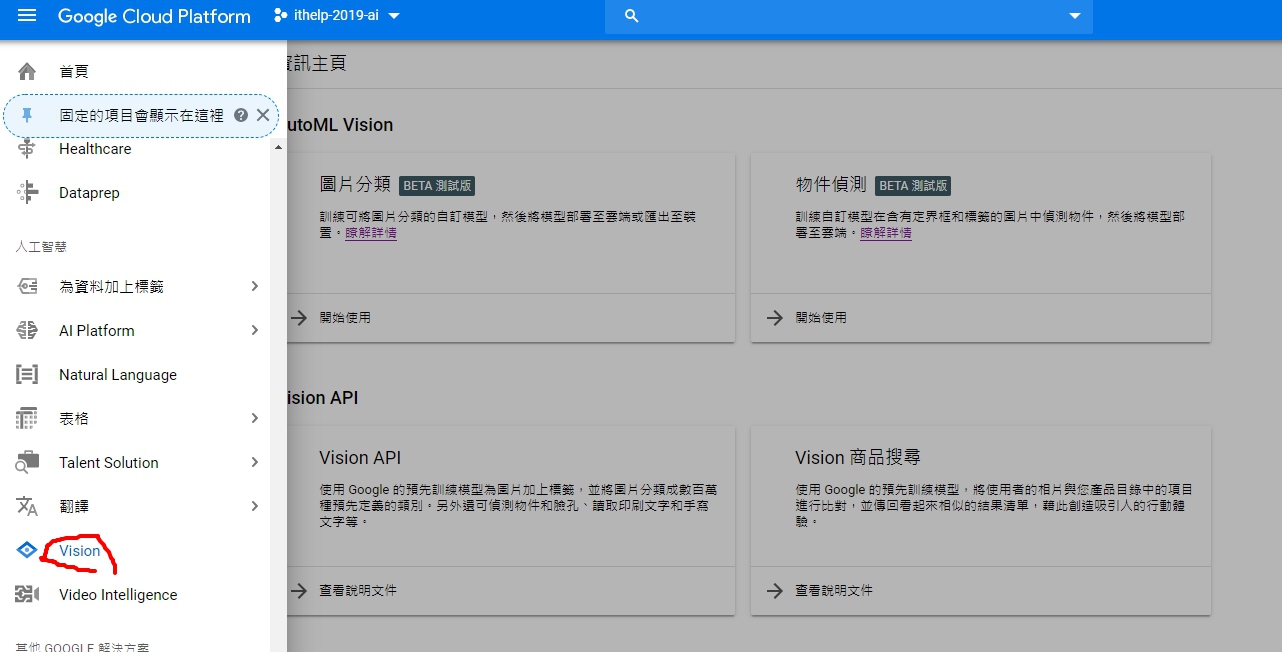 Google Cloud Platform
ithelp-2019-ai
首頁
固定的項目會顯示在這裡
Healthcare
Dataprep
人工智慧
為資料加上標籤
AI Platform
Natural Language
表格
Talent Solution
翻譯
Vision
Video Intelligence
其他 GOOGLE 解決方案
資訊主頁
utoML Vision
圖片分類 BETA 測試版
訓練可將圖片分類的自訂模型，然後將模型部署至雲端或匯出至裝
置。瞭解詳情
開始使用
物件偵測 BETA 測試版
訓練自訂模型在含有定界框和標籤的圖片中偵測物件，然後將模型部
署至雲端。瞭解詳情
開始使用
ision API
Vision API
使用 Google 的預先訓練模型為圖片加上標籤，並將圖片分類成數百萬
種預先定義的類別。另外還可偵測物件和臉孔、讀取印刷文字和手寫
文字等。
查看說明文件
Vision 商品搜尋
使用 Google 的預先訓練模型，將使用者的相片與您產品目錄中的項目
進行比對，並傳回看起來相似的結果清單，藉此創造吸引人的行動體
驗。
查看說明文件